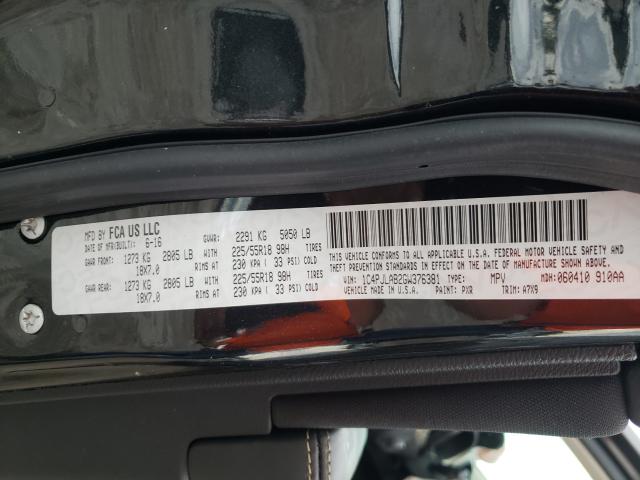 MFD BY FCA US LLC
DATE OF MFR(BUILT): 6-16 GVWR: 2291 KG 5050 LB
GAWR FRONT: 1273 KG 2805 LB WITH 225/55R18 98H TIRES
18X7.0 RIMS AT 230 KPA ( 33 PSI) COLD
GAWR REAR: 1273 KG 2805 LB WITH 225/55R18 98H TIRES
18X7.0 RIMS AT 230 KPA ( 33 PSI) COLD
THIS VEHICLE CONFORMS TO ALL APPLICABLE U.S.A. FEDERAL MOTOR VEHICLE SAFETY,
BUMPER, AND THEFT PREVENTION STANDARDS IN EFFECT ON THE DATE OF MFR SHOWN ABOVE.
VIN: 1C4PJLAB2GW376381 TYPE: MPV MDH: 060410 910AA
MADE IN U.S.A. PAINT: PXR TRIM: A7X9